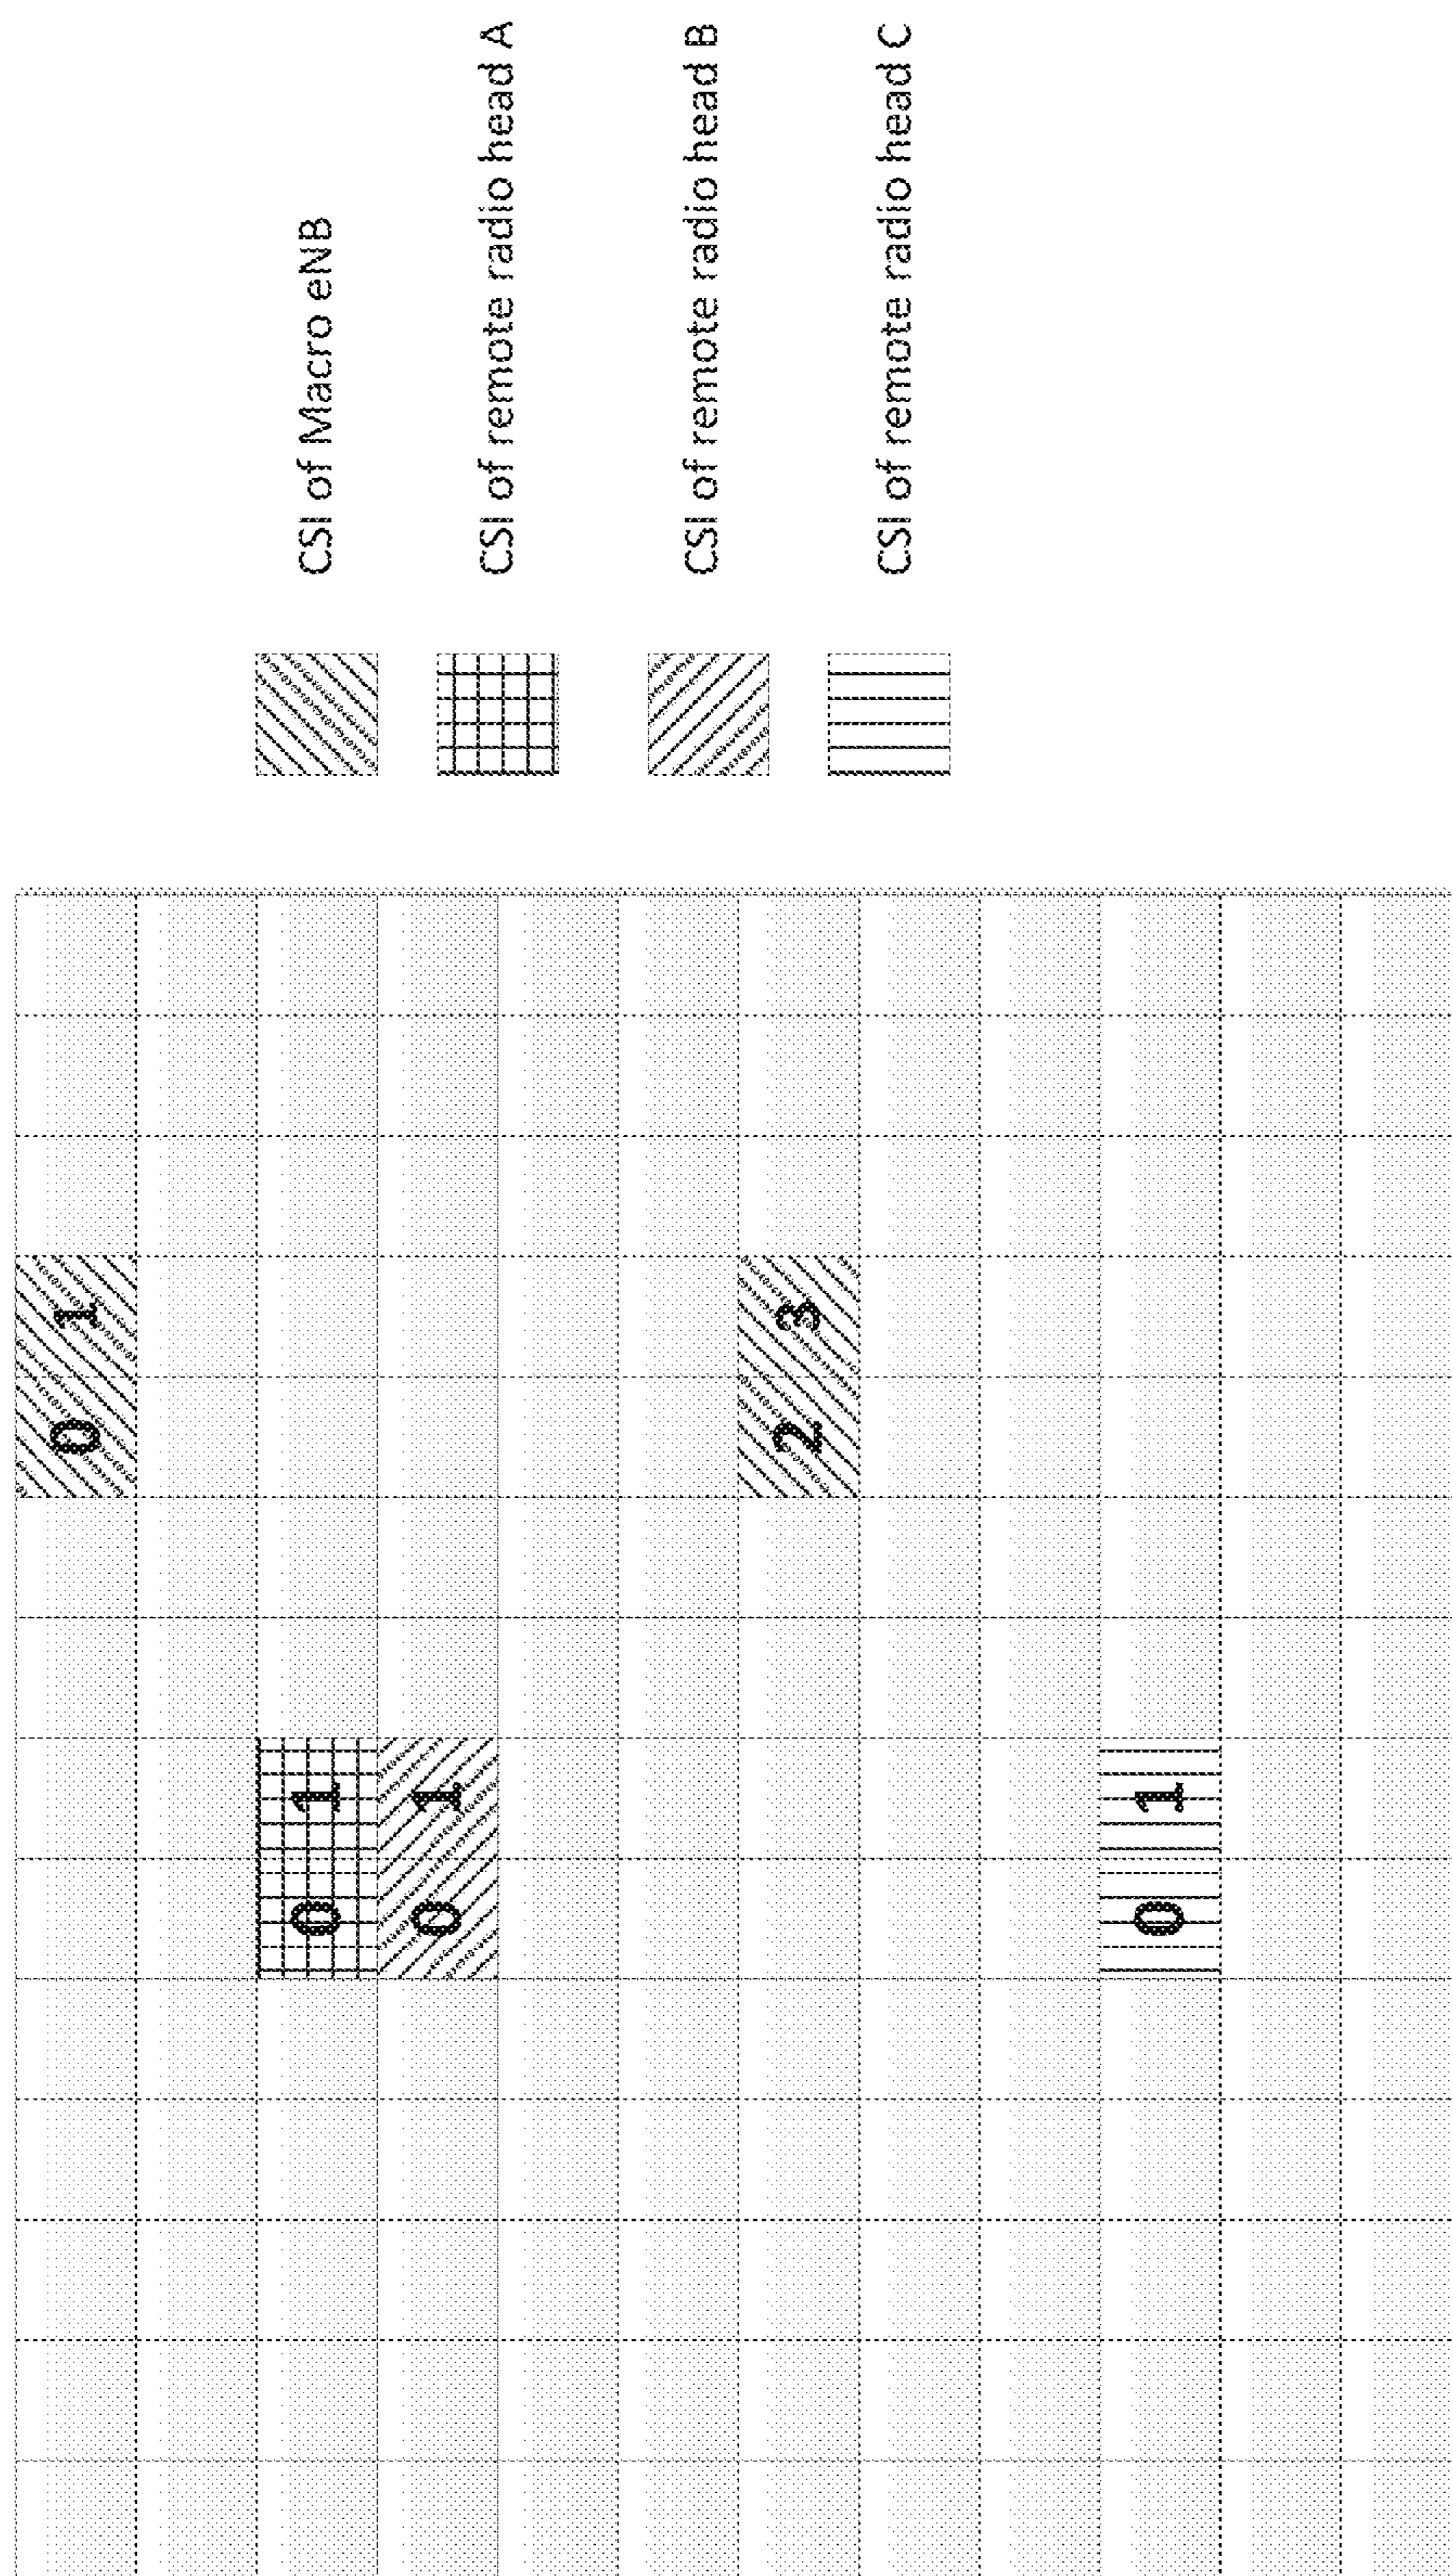 0 1
0 1
0 1
2 3
0 1
CSI of Macro eNB
CSI of remote radio head A
CSI of remote radio head B
CSI of remote radio head C